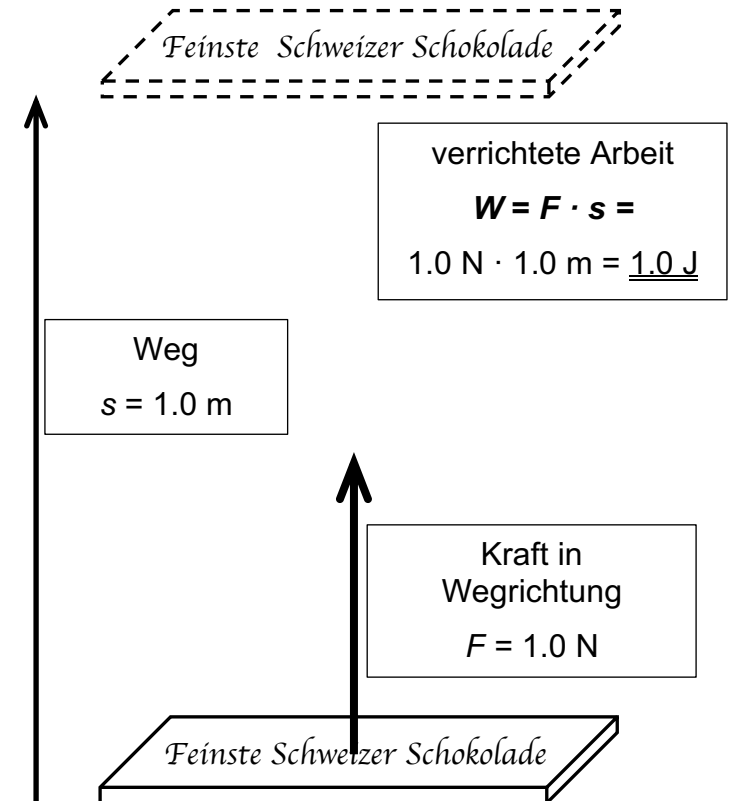 Feinste Schweizer Schokolade
verrichtete Arbeit
W = F · s =
1.0 N · 1.0 m = 1.0 J
Weg
s = 1.0 m
Kraft in
Wegrichtung
F = 1.0 N
Feinste Schweizer Schokolade